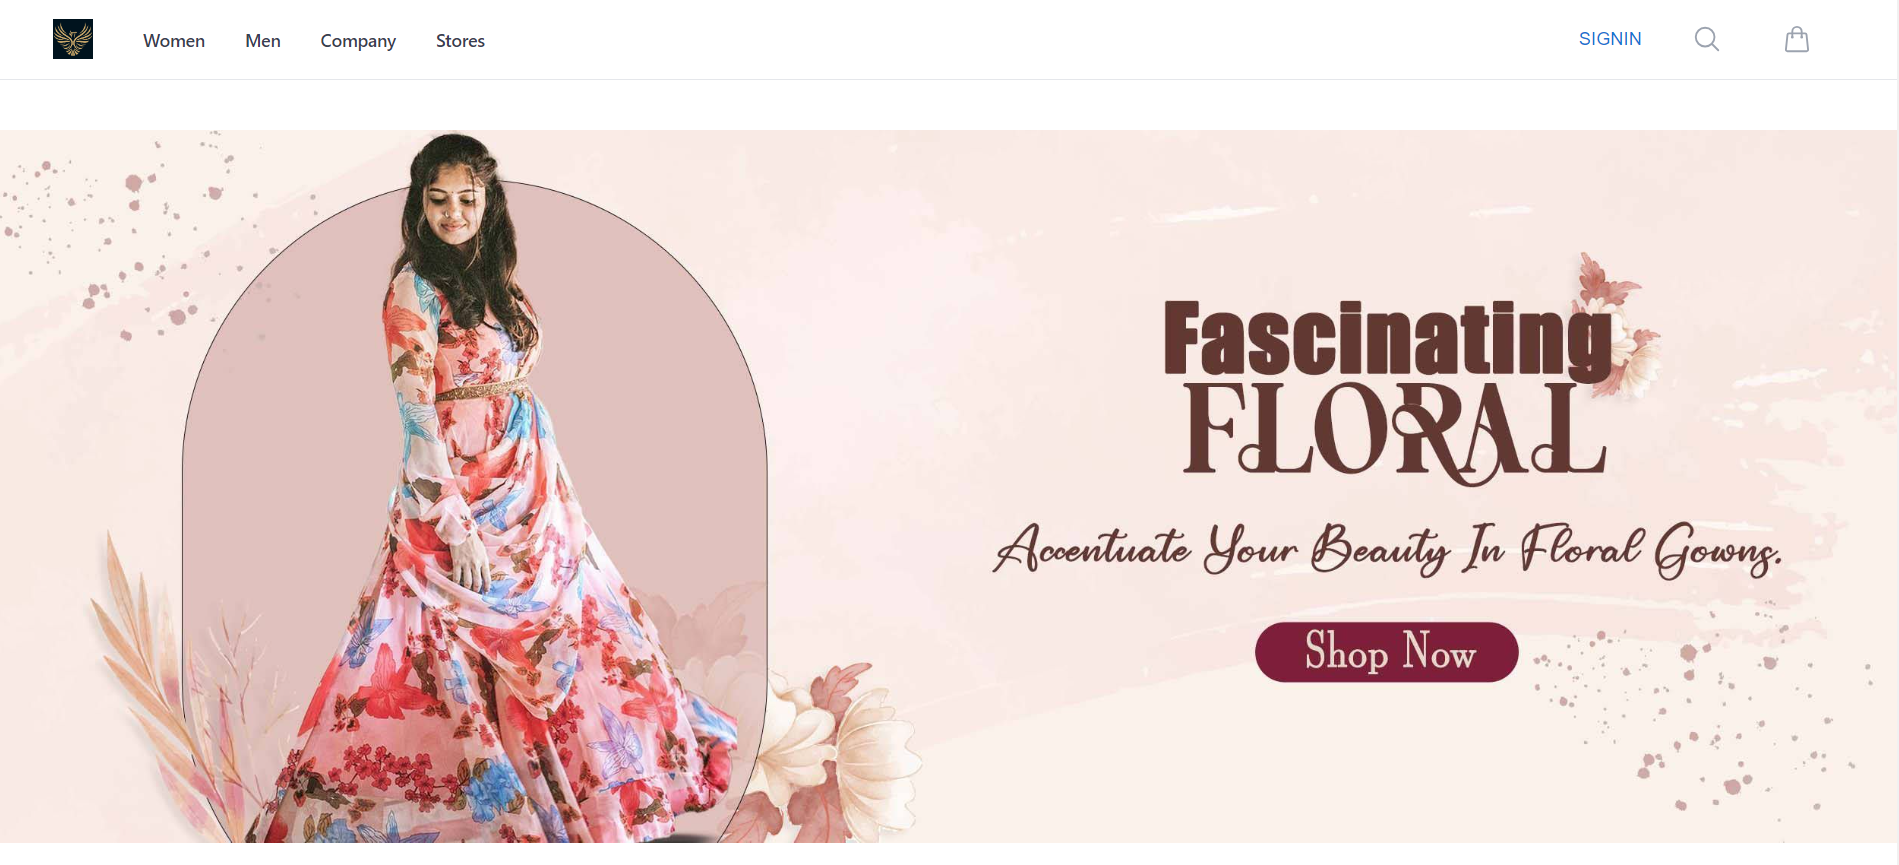 Women Men Company Stores SIGNIN
Fascinating
FLORAL
Accentuate Your Beauty In Floral Gowns.
Shop Now